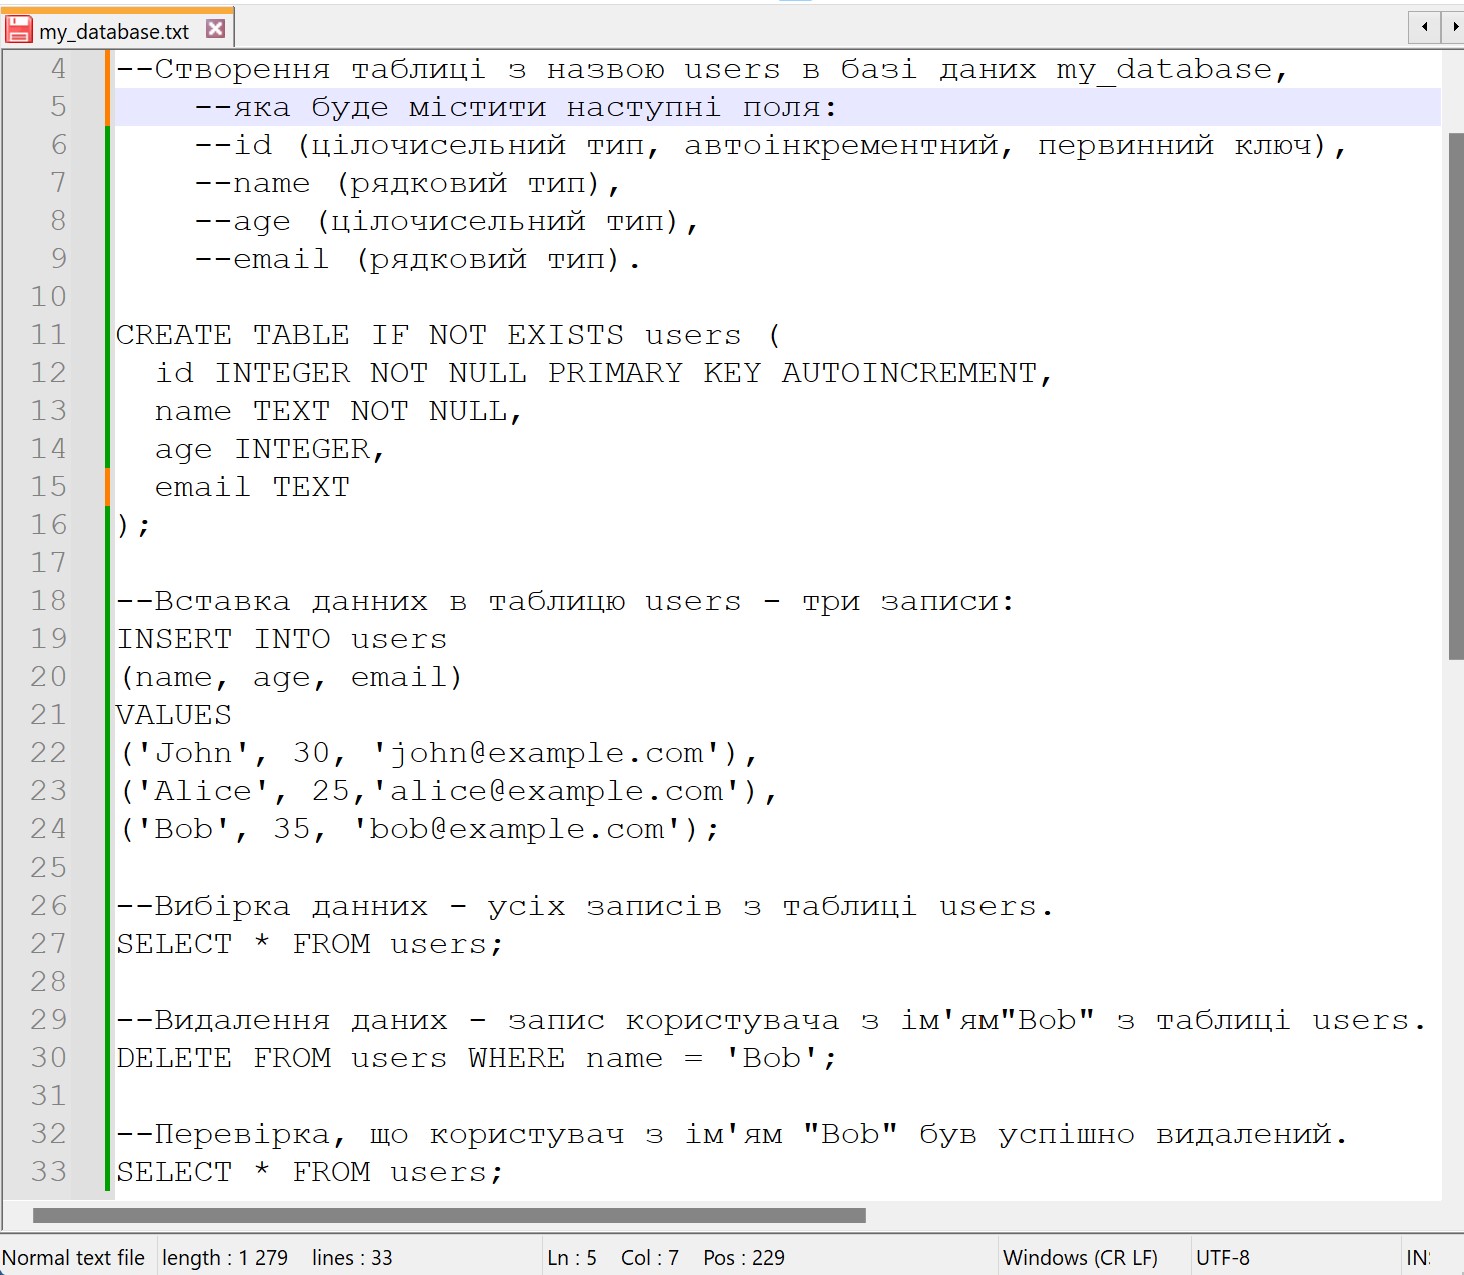 my_database.txt
4 --Створення таблиці з назвою users в базі даних my_database,
5 --яка буде містити наступні поля:
6 --id (цілочисельний тип, автоінкрементний, первинний ключ),
7 --name (рядковий тип),
8 --age (цілочисельний тип),
9 --email (рядковий тип).
10
11 CREATE TABLE IF NOT EXISTS users (
12 id INTEGER NOT NULL PRIMARY KEY AUTOINCREMENT,
13 name TEXT NOT NULL,
14 age INTEGER,
15 email TEXT
16 );
17
18 --Вставка данних в таблицю users - три записи:
19 INSERT INTO users
20 (name, age, email)
21 VALUES
22 ('John', 30, 'john@example.com'),
23 ('Alice', 25,'alice@example.com'),
24 ('Bob', 35, 'bob@example.com');
25
26 --Вибірка данних - усіх записів з таблиці users.
27 SELECT * FROM users;
28
29 --Видалення даних - запис користувача з ім'ям"Bob" з таблиці users.
30 DELETE FROM users WHERE name = 'Bob';
31
32 --Перевірка, що користувач з ім'ям "Bob" був успішно видалений.
33 SELECT * FROM users;
Normal text file length : 1 279 lines : 33 Ln : 5 Col : 7 Pos : 229 Windows (CR LF) UTF-8